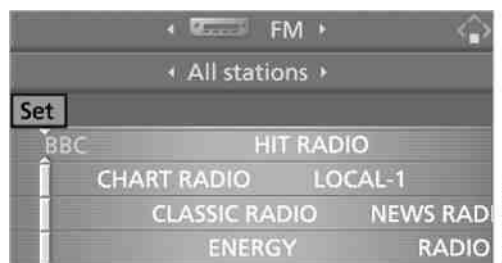 FM
All stations
Set
BBC HIT RADIO
CHART RADIO LOCAL-1
CLASSIC RADIO NEWS RAD
ENERGY RADIO